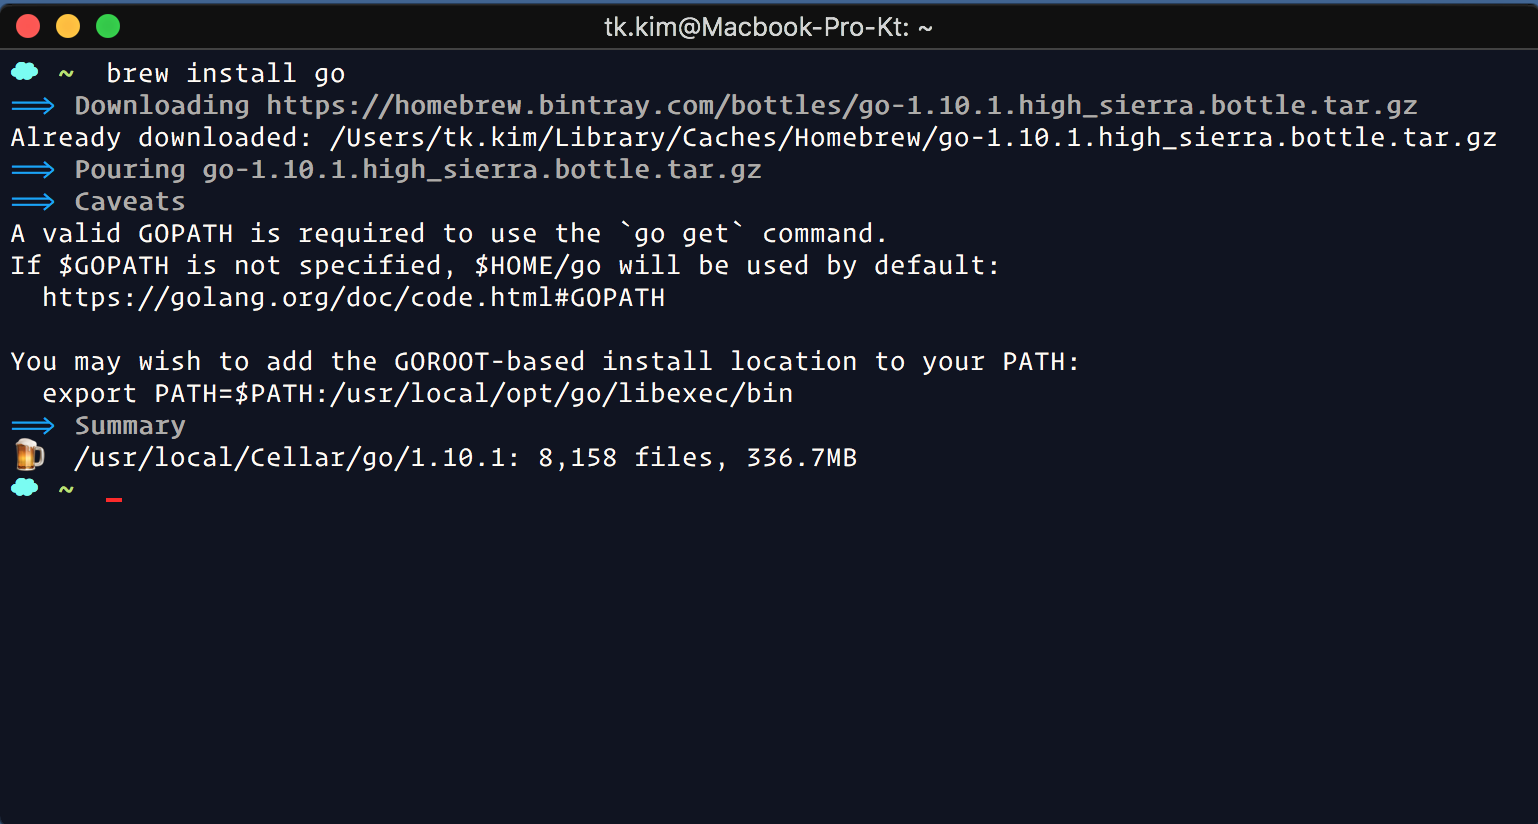 tk.kim@Macbook-Pro-Kt: ~
~ brew install go
==> Downloading https://homebrew.bintray.com/bottles/go-1.10.1.high_sierra.bottle.tar.gz
Already downloaded: /Users/tk.kim/Library/Caches/Homebrew/go-1.10.1.high_sierra.bottle.tar.gz
==> Pouring go-1.10.1.high_sierra.bottle.tar.gz
==> Caveats
A valid GOPATH is required to use the `go get` command.
If $GOPATH is not specified, $HOME/go will be used by default:
  https://golang.org/doc/code.html#GOPATH

You may wish to add the GOROOT-based install location to your PATH:
  export PATH=$PATH:/usr/local/opt/go/libexec/bin
==> Summary
🍺 /usr/local/Cellar/go/1.10.1: 8,158 files, 336.7MB
~